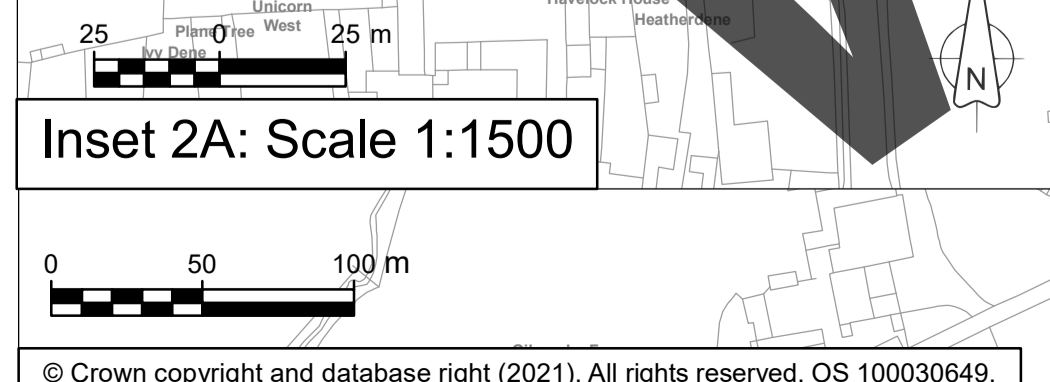 Havelock House
Heatherdene
Unicorn
West
Plane Tree
Ivy Dene
25 0 25 m
N
Inset 2A: Scale 1:1500
0 50 100 m
© Crown copyright and database right (2021). All rights reserved. OS 100030649.